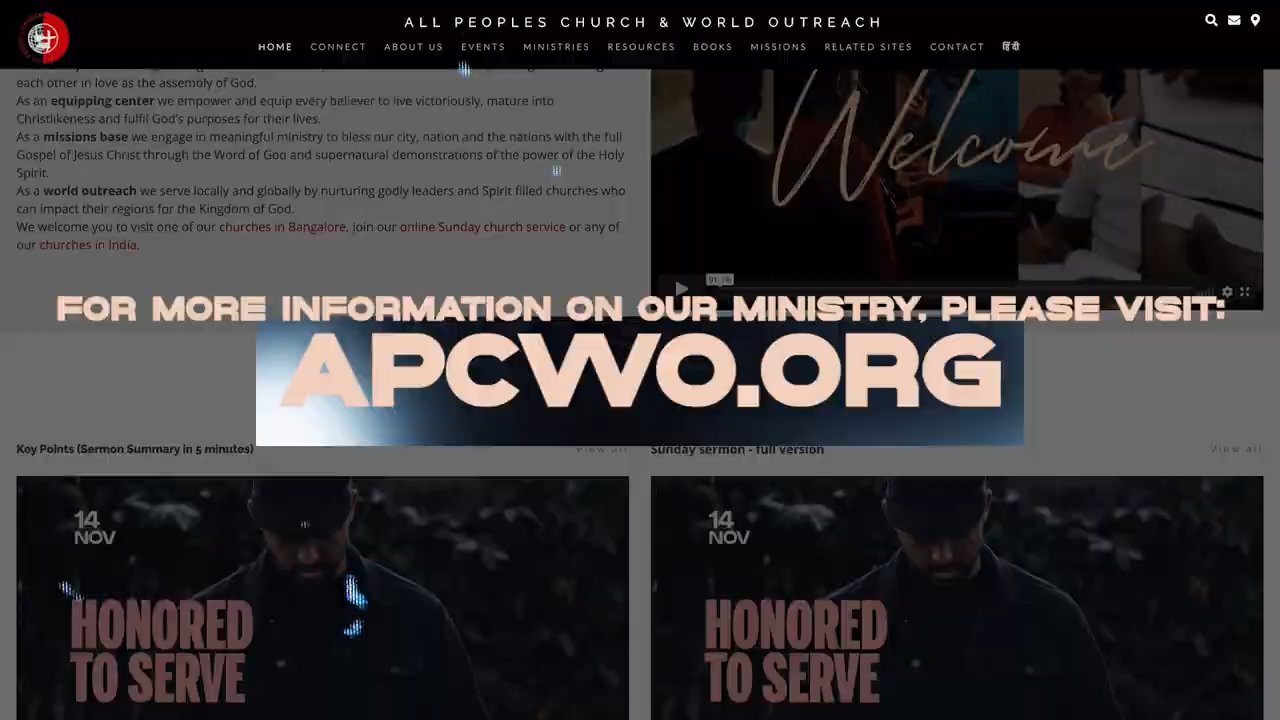 ALL PEOPLES CHURCH & WORLD OUTREACH
HOME CONNECT ABOUT US EVENTS MINISTRIES RESOURCES BOOKS MISSIONS RELATED SITES CONTACT हिंदी
each other in love as the assembly of God.
As an equipping center we empower and equip every believer to live victoriously, mature into
Christlikeness and fulfil God's purposes for their lives.
As a missions base we engage in meaningful ministry to bless our city, nation and the nations with the full
Gospel of Jesus Christ through the Word of God and supernatural demonstrations of the power of the Holy
Spirit.
As a world outreach we serve locally and globally by nurturing godly leaders and Spirit filled churches who
can impact their regions for the Kingdom of God.
We welcome you to visit one of our churches in Bangalore, join our online Sunday church service or any of
our churches in India.
Welcome
FOR MORE INFORMATION ON OUR MINISTRY, PLEASE VISIT:
APCWO.ORG
Key Points (Sermon Summary in 5 minutes)
View all
Sunday sermon - full version
View all
14
NOV
HONORED
TO SERVE
14
NOV
HONORED
TO SERVE